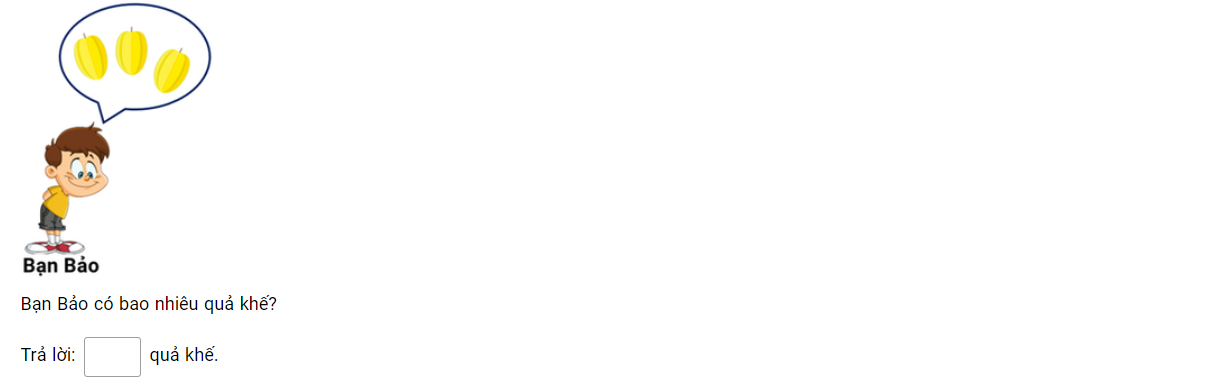 Bạn Bảo
Bạn Bảo có bao nhiêu quả khế?
Trả lời: quả khế.